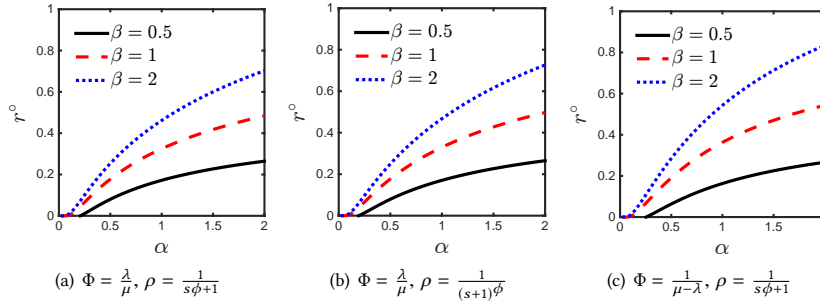 1
0.8
0.6
0.4
0.2
0
r°
β = 0.5
β = 1
β = 2
0 0.5 1 1.5 2
α
(a) Φ = λ/μ, ρ = 1/(sϕ+1)
1
0.8
0.6
0.4
0.2
0
r°
β = 0.5
β = 1
β = 2
0 0.5 1 1.5 2
α
(b) Φ = λ/μ, ρ = 1/(s+1)^ϕ
1
0.8
0.6
0.4
0.2
0
r°
β = 0.5
β = 1
β = 2
0 0.5 1 1.5
α
(c) Φ = 1/(μ−λ), ρ = 1/(sϕ+1)